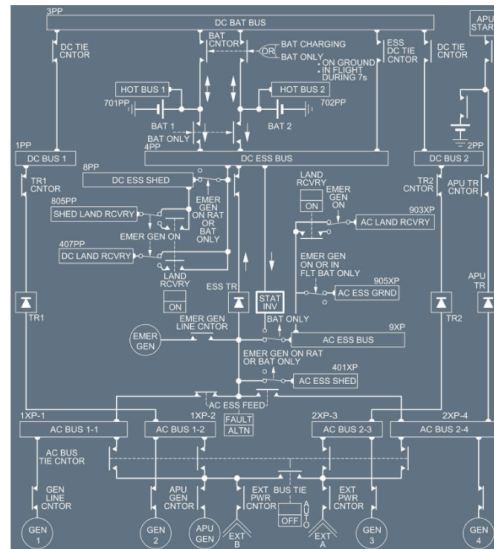 3PP
DC BAT BUS
APU
START
DC TIE
CNTOR
BAT
CNTOR
OR
BAT CHARGING
BAT ONLY
• ON GROUND
• IN FLIGHT
DURING 7s
ESS
DC TIE
CNTOR
DC TIE
CNTOR
HOT BUS 1
HOT BUS 2
701PP
702PP
BAT 1
BAT 2
BAT ONLY
1PP
4PP
2PP
DC BUS 1
DC ESS BUS
DC BUS 2
TR1
CNTOR
8PP
DC ESS SHED
LAND
RCVRY
ON
EMER
GEN
ON
TR2
CNTOR
APU TR
CNTOR
805PP
SHED LAND RCVRY
EMER
GEN
ON RAT
OR
BAT
ONLY
903XP
AC LAND RCVRY
EMER GEN ON
407PP
DC LAND RCVRY
EMER
GEN
ON OR IN
FLT BAT ONLY
LAND
RCVRY
ON
ESS TR
905XP
AC ESS GRND
STAT
INV
APU
TR
TR1
TR2
EMER GEN
LINE CNTOR
BAT ONLY
9XP
AC ESS BUS
EMER
GEN
EMER GEN ON RAT
OR BAT ONLY
401XP
AC ESS SHED
AC ESS FEED
FAULT
ALTN
1XP-1
1XP-2
2XP-3
2XP-4
AC BUS 1-1
AC BUS 1-2
AC BUS 2-3
AC BUS 2-4
AC BUS
TIE CNTOR
GEN
LINE
CNTOR
APU
GEN
CNTOR
EXT
PWR
CNTOR
BUS TIE
OFF
EXT
PWR
CNTOR
GEN
1
GEN
2
APU
GEN
EXT
B
EXT
A
GEN
3
GEN
4